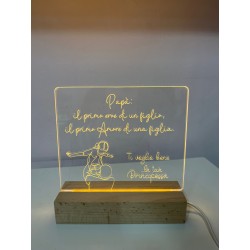 Papà:
il primo eroe di un figlio,
il primo Amore di una figlia.
Ti voglio bene
la tua
Principessa